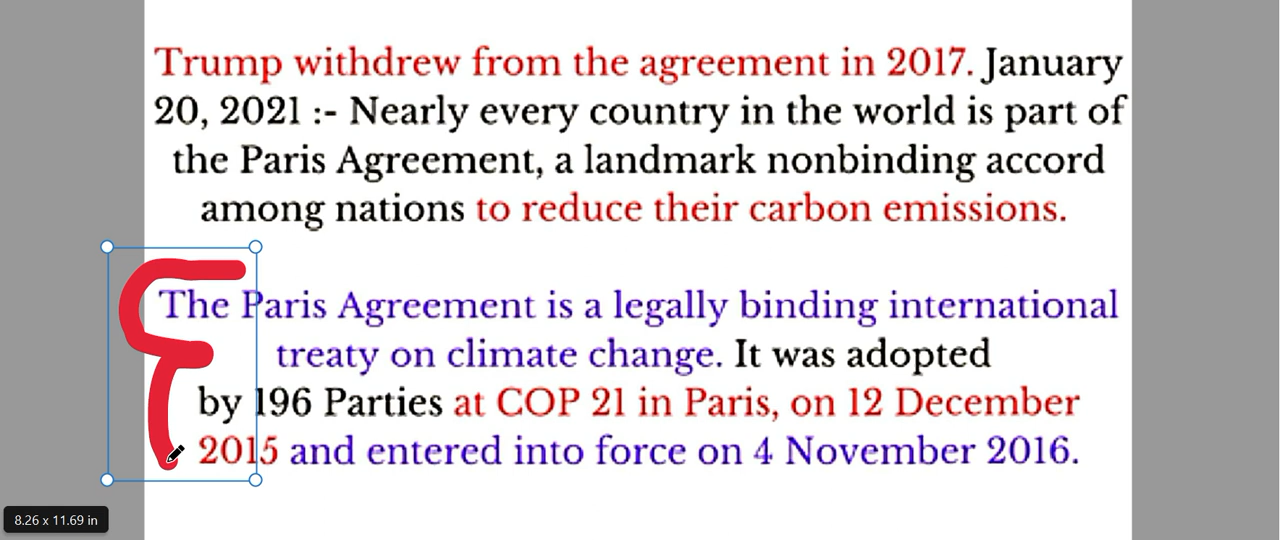 Trump withdrew from the agreement in 2017. January
20, 2021 :- Nearly every country in the world is part of
the Paris Agreement, a landmark nonbinding accord
among nations to reduce their carbon emissions.
The Paris Agreement is a legally binding international
treaty on climate change. It was adopted
by 196 Parties at COP 21 in Paris, on 12 December
2015 and entered into force on 4 November 2016.
8.26 x 11.69 in